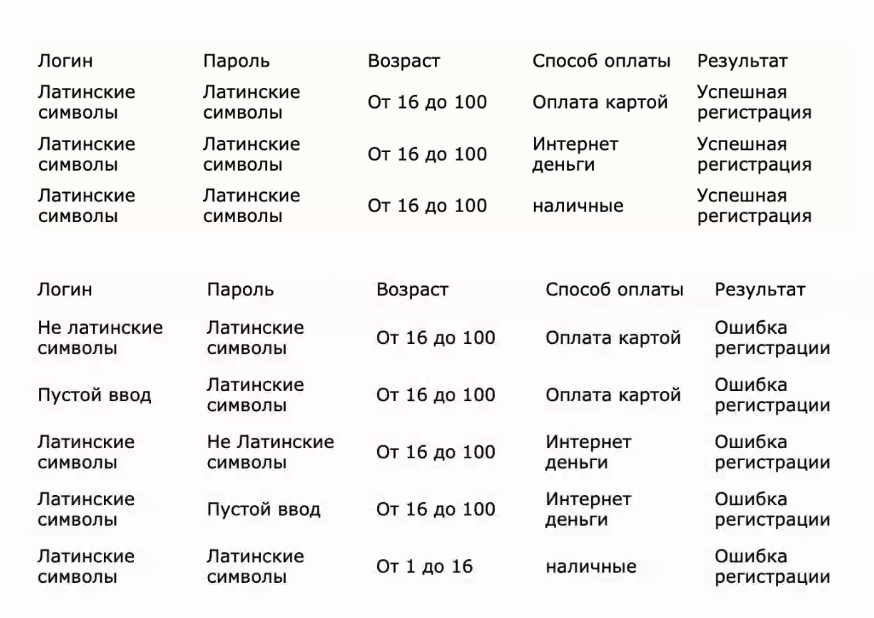 Логин Пароль Возраст Способ оплаты Результат
Латинские символы Латинские символы От 16 до 100 Оплата картой Успешная регистрация
Латинские символы Латинские символы От 16 до 100 Интернет деньги Успешная регистрация
Латинские символы Латинские символы От 16 до 100 наличные Успешная регистрация
Логин Пароль Возраст Способ оплаты Результат
Не латинские символы Латинские символы От 16 до 100 Оплата картой Ошибка регистрации
Пустой ввод Латинские символы От 16 до 100 Оплата картой Ошибка регистрации
Латинские символы Не Латинские символы От 16 до 100 Интернет деньги Ошибка регистрации
Латинские символы Пустой ввод От 16 до 100 Интернет деньги Ошибка регистрации
Латинские символы Латинские символы От 1 до 16 наличные Ошибка регистрации